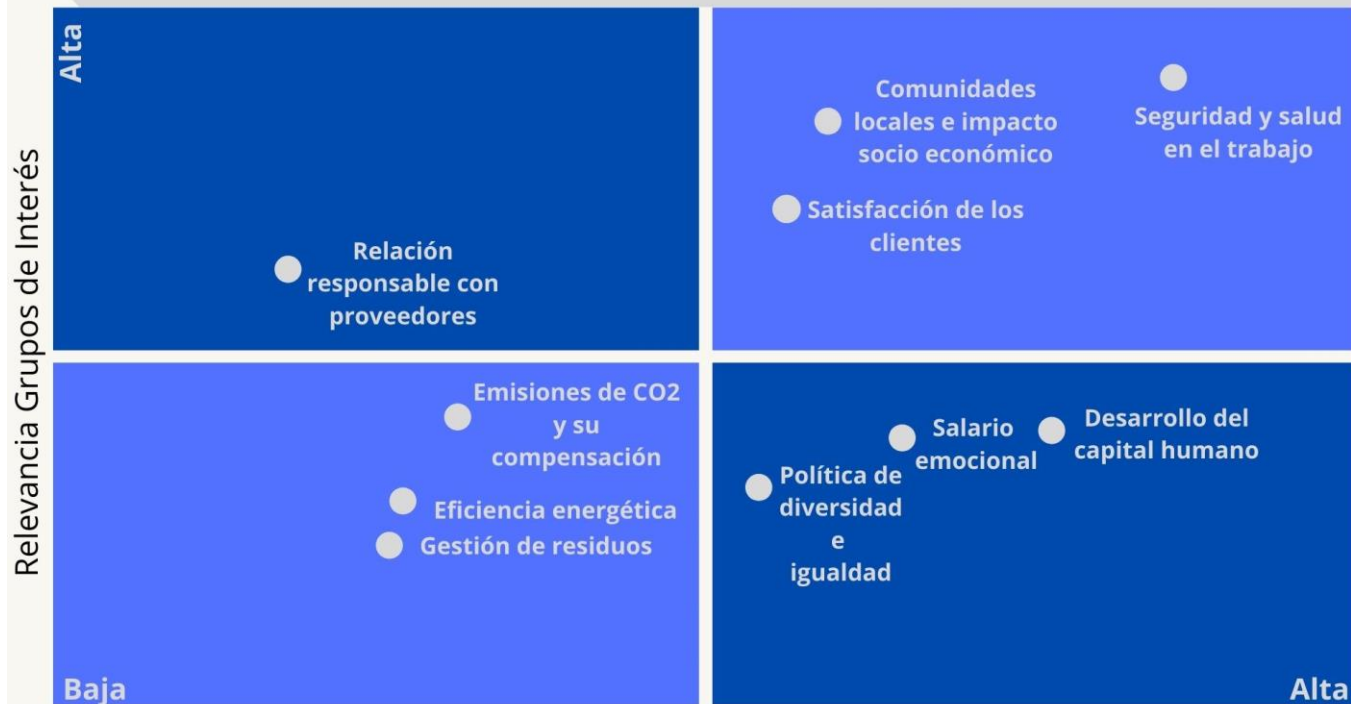 Relevancia Grupos de Interés
Alta
Comunidades
locales e impacto
socio económico
Seguridad y salud
en el trabajo
Satisfacción de los
clientes
Relación
responsable con
proveedores
Emisiones de CO2
y su
compensación
Eficiencia energética
Gestión de residuos
Desarrollo del
capital humano
Salario
emocional
Política de
diversidad
e
igualdad
Baja
Alta